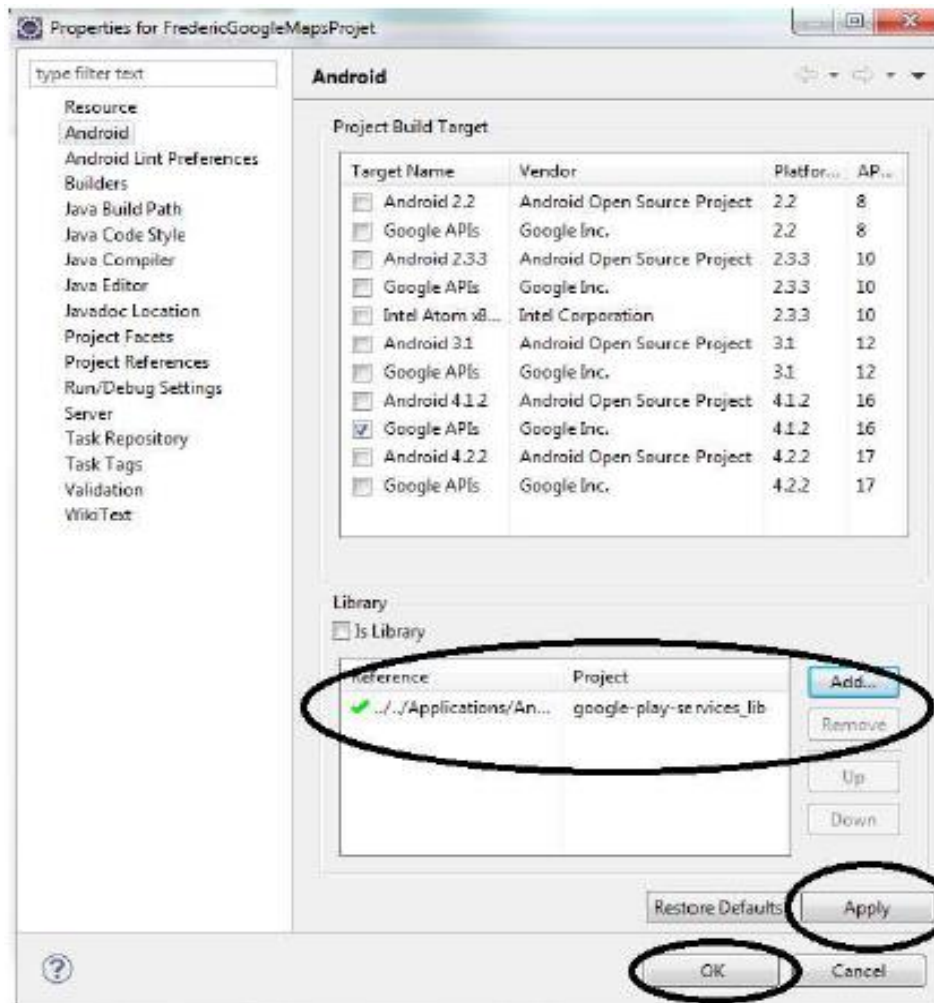 Properties for FredericGoogleMapsProjet
type filter text
Resource
Android
Android Lint Preferences
Builders
Java Build Path
Java Code Style
Java Compiler
Java Editor
Javadoc Location
Project Facets
Project References
Run/Debug Settings
Server
Task Repository
Task Tags
Validation
WikiText
Android
Project Build Target
Target Name Vendor Platfor... AP...
Android 2.2 Android Open Source Project 2.2 8
Google APIs Google Inc. 2.2 8
Android 2.3.3 Android Open Source Project 2.3.3 10
Google APIs Google Inc. 2.3.3 10
Intel Atom x8... Intel Corporation 2.3.3 10
Android 3.1 Android Open Source Project 3.1 12
Google APIs Google Inc. 3.1 12
Android 4.1.2 Android Open Source Project 4.1.2 16
Google APIs Google Inc. 4.1.2 16
Android 4.2.2 Android Open Source Project 4.2.2 17
Google APIs Google Inc. 4.2.2 17
Library
Is Library
Reference Project
../../Applications/An... google-play-services_lib
Add...
Remove
Up
Down
Restore Defaults Apply
? OK Cancel